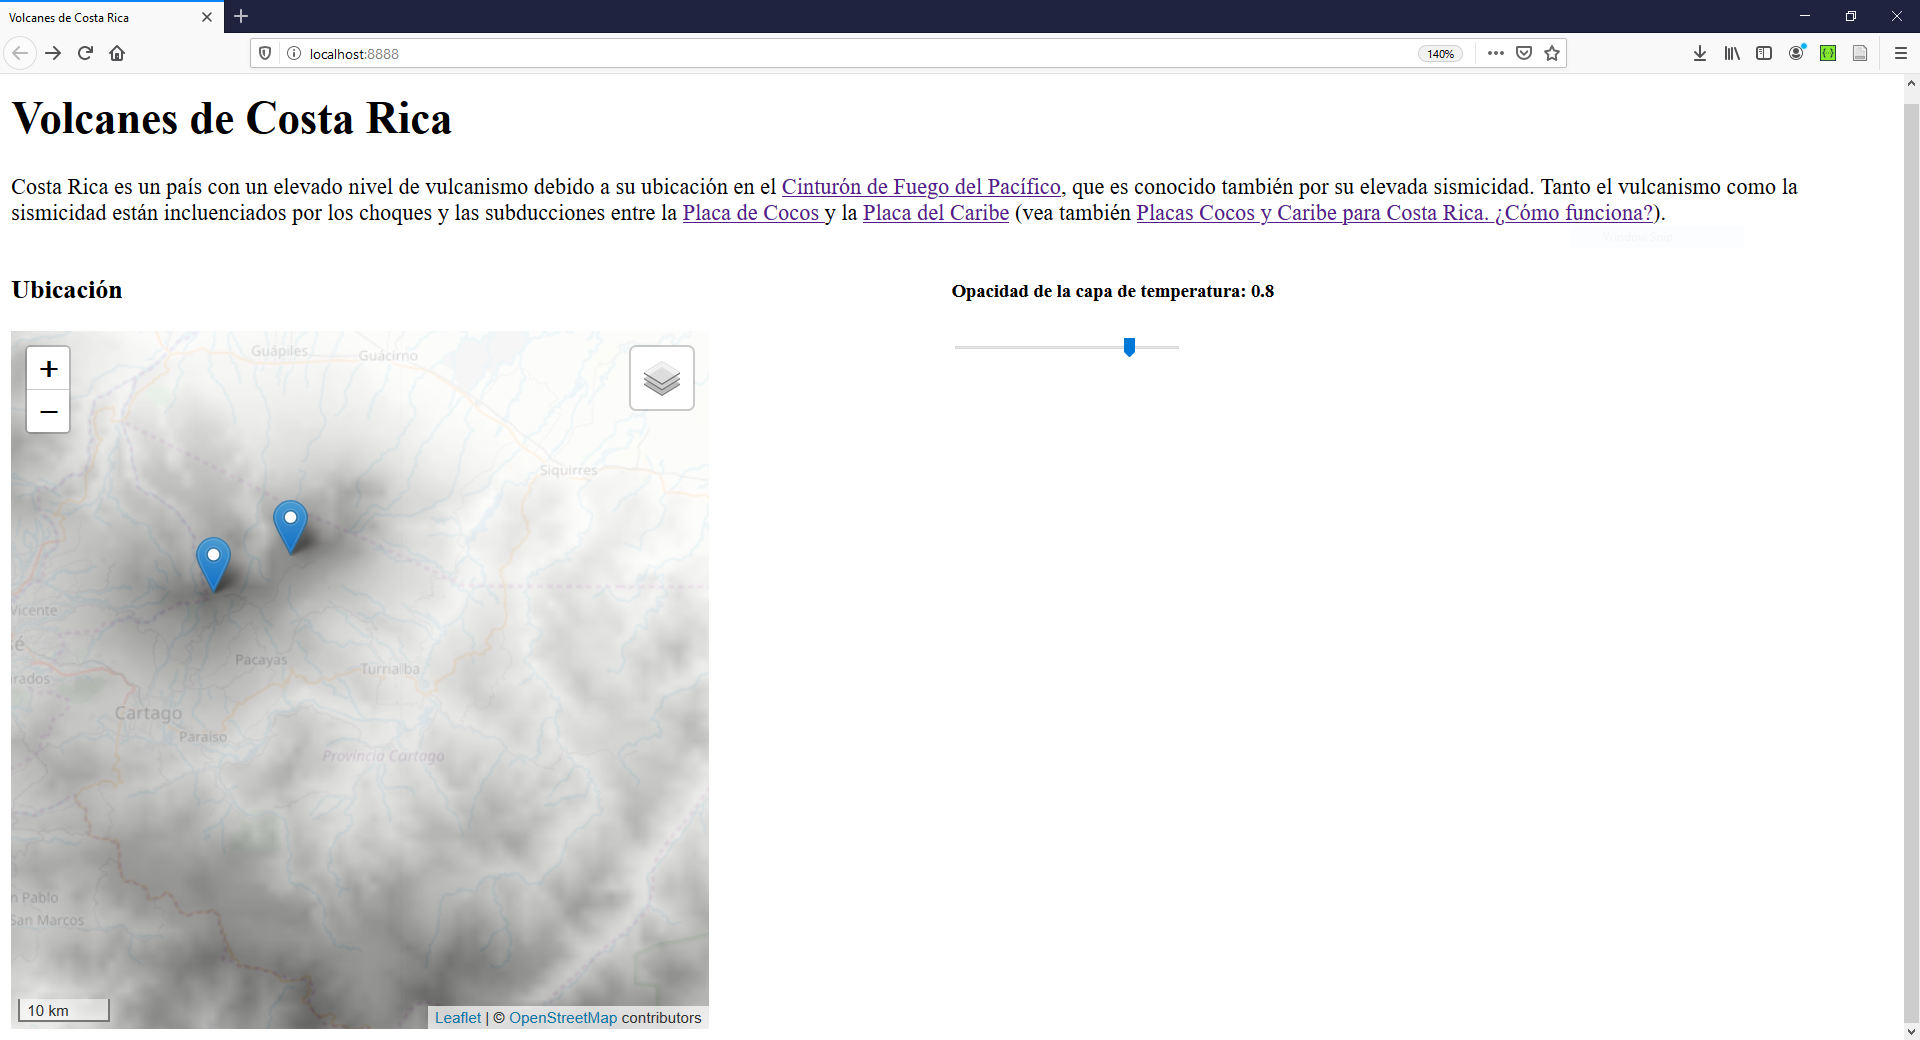 Volcanes de Costa Rica
localhost:8888
140%
Volcanes de Costa Rica
Costa Rica es un país con un elevado nivel de vulcanismo debido a su ubicación en el Cinturón de Fuego del Pacífico, que es conocido también por su elevada sismicidad. Tanto el vulcanismo como la
sismicidad están incluenciados por los choques y las subducciones entre la Placa de Cocos y la Placa del Caribe (vea también Placas Cocos y Caribe para Costa Rica. ¿Cómo funciona?).
Ubicación
Opacidad de la capa de temperatura: 0.8
+
−
Guápiles
Guácimo
Siquirres
Vicente
sé
Pacayas
Turrialba
arados
Cartago
Paraíso
Provincia Cartago
n Pablo
San Marcos
10 km
Leaflet | © OpenStreetMap contributors